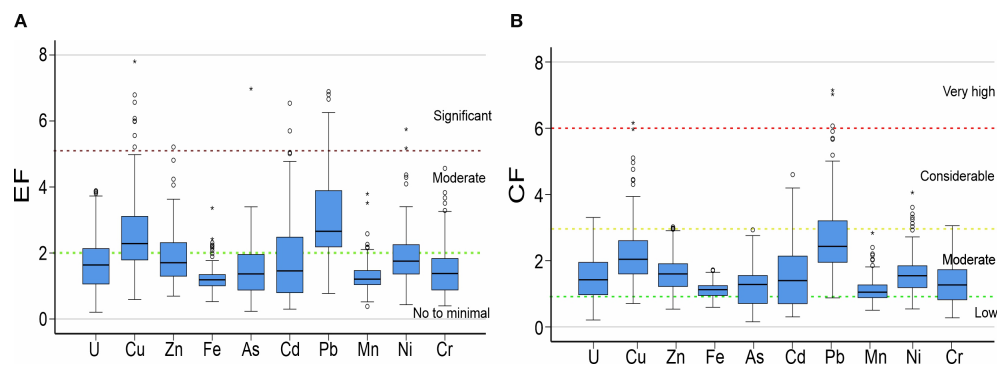 A
8
6
4
2
0
EF
Significant
Moderate
No to minimal
U Cu Zn Fe As Cd Pb Mn Ni Cr
B
8
6
4
2
0
CF
Very high
Considerable
Moderate
Low
U Cu Zn Fe As Cd Pb Mn Ni Cr